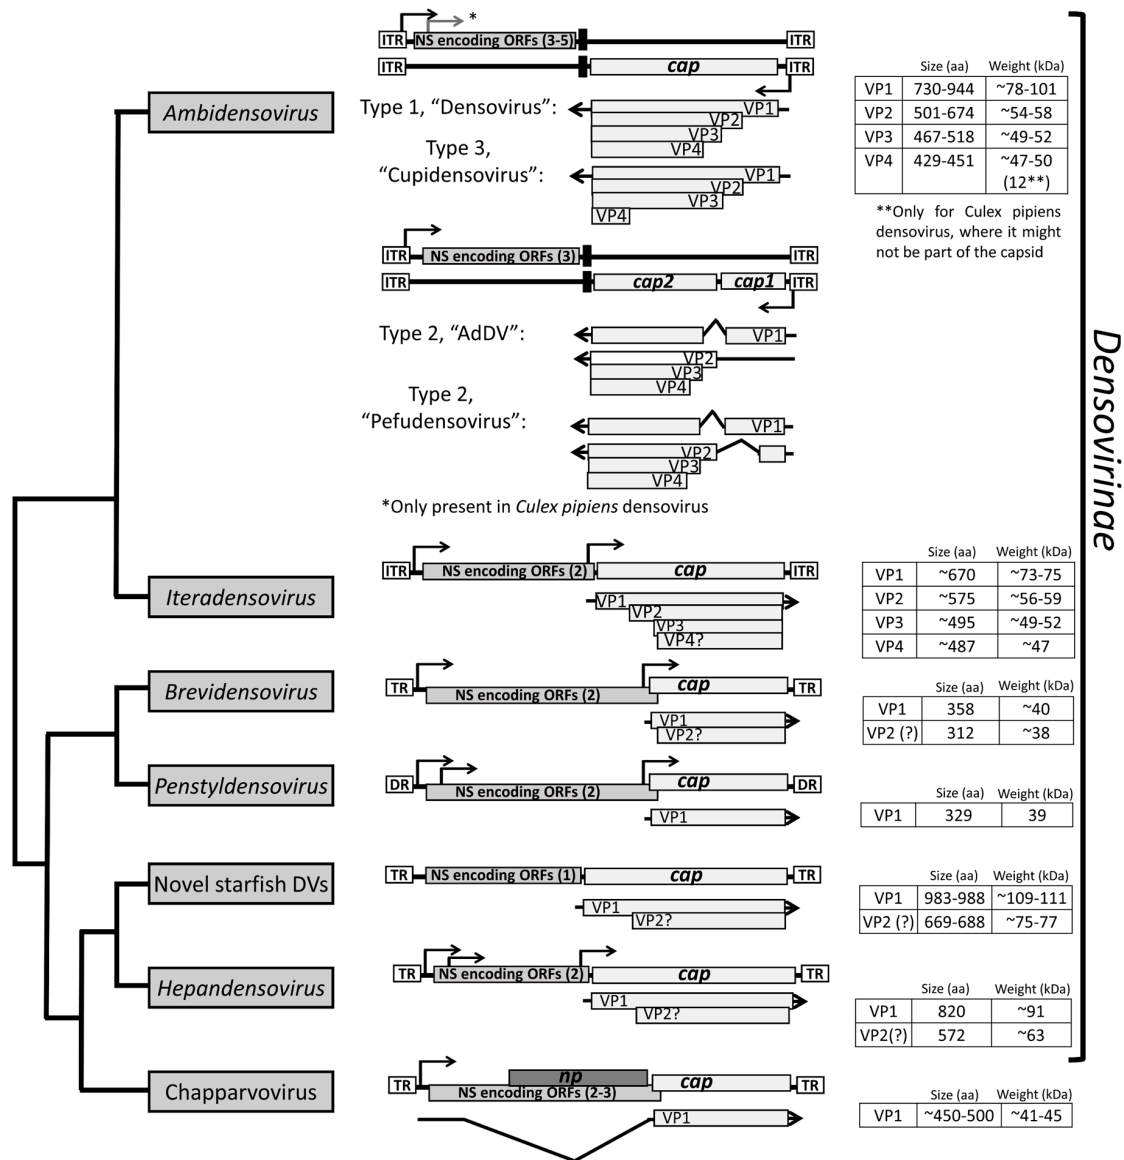 *
ITR NS encoding ORFs (3-5) ITR
ITR cap ITR
Ambidensovirus
Type 1, “Densovirus”:
VP1
VP2
VP3
VP4
Type 3,
“Cupidensovirus”:
VP1
VP2
VP3
VP4
Size (aa) Weight (kDa)
VP1 730-944 ~78-101
VP2 501-674 ~54-58
VP3 467-518 ~49-52
VP4 429-451 ~47-50
(12**)
**Only for Culex pipiens
densovirus, where it might
not be part of the capsid
ITR NS encoding ORFs (3) ITR
ITR cap2 cap1 ITR
Type 2, “AdDV”:
VP1
VP2
VP3
VP4
Type 2,
“Pefudensovirus”:
VP1
VP2
VP3
VP4
*Only present in Culex pipiens densovirus
Densovirinae
Iteradensovirus
ITR NS encoding ORFs (2) cap ITR
VP1
VP2
VP3
VP4?
Size (aa) Weight (kDa)
VP1 ~670 ~73-75
VP2 ~575 ~56-59
VP3 ~495 ~49-52
VP4 ~487 ~47
Brevidensovirus
TR NS encoding ORFs (2) cap TR
VP1
VP2?
Size (aa) Weight (kDa)
VP1 358 ~40
VP2 (?) 312 ~38
Penstyldensovirus
DR NS encoding ORFs (2) cap DR
VP1
Size (aa) Weight (kDa)
VP1 329 39
Novel starfish DVs
TR NS encoding ORFs (1) cap TR
VP1
VP2?
Size (aa) Weight (kDa)
VP1 983-988 ~109-111
VP2 (?) 669-688 ~75-77
Hepandensovirus
TR NS encoding ORFs (2) cap TR
VP1
VP2?
Size (aa) Weight (kDa)
VP1 820 ~91
VP2(?) 572 ~63
Chapparvovirus
TR np cap TR
NS encoding ORFs (2-3)
VP1
Size (aa) Weight (kDa)
VP1 ~450-500 ~41-45